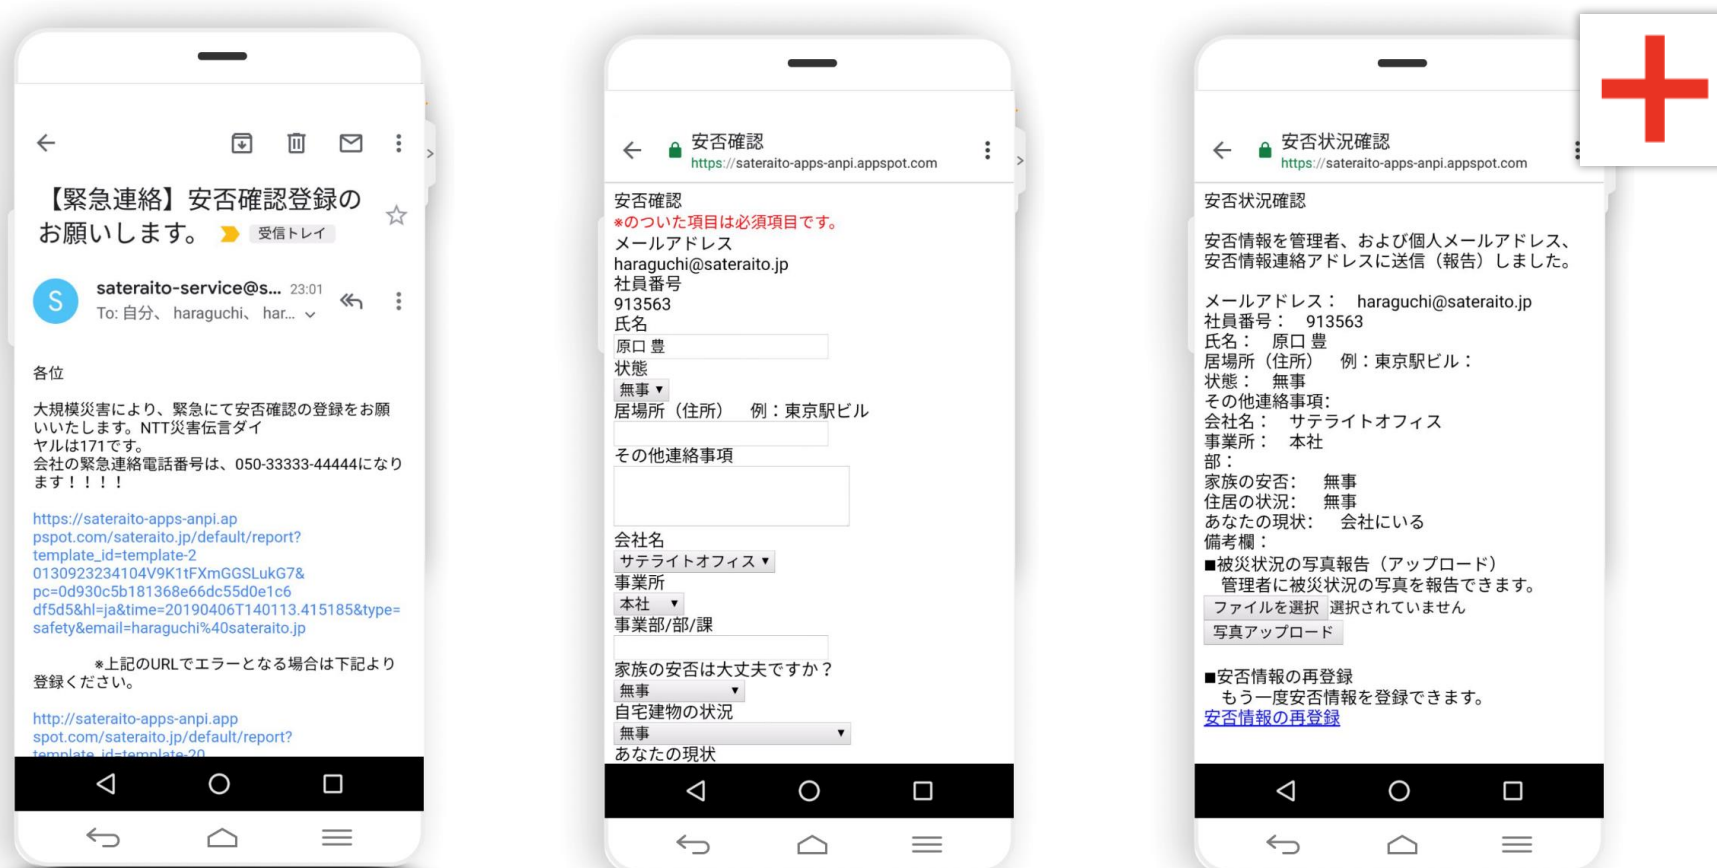 【緊急連絡】安否確認登録の
お願いします。 受信トレイ
S
sateraito-service@s... 23:01
To: 自分、 haraguchi、 har...
各位
大規模災害により、緊急にて安否確認の登録をお願
いいたします。NTT災害伝言ダイ
ヤルは171です。
会社の緊急連絡電話番号は、050-33333-44444になり
ます！！！！
https://sateraito-apps-anpi.ap
pspot.com/sateraito.jp/default/report?
template_id=template-2
0130923234104V9K1tFXmGGSLukG7&
pc=0d930c5b181368e66dc55d0e1c6
df5d5&hl=ja&time=20190406T140113.415185&type=
safety&email=haraguchi%40sateraito.jp
※上記のURLでエラーとなる場合は下記より
登録ください。
http://sateraito-apps-anpi.app
spot.com/sateraito.jp/default/report?
template_id=template-20
安否確認
https://sateraito-apps-anpi.appspot.com
安否確認
※のついた項目は必須項目です。
メールアドレス
haraguchi@sateraito.jp
社員番号
913563
氏名
原口 豊
状態
無事
居場所（住所） 例：東京駅ビル
その他連絡事項
会社名
サテライトオフィス
事業所
本社
事業部/部/課
家族の安否は大丈夫ですか？
無事
自宅建物の状況
無事
あなたの現状
安否状況確認
https://sateraito-apps-anpi.appspot.com
安否状況確認
安否情報を管理者、および個人メールアドレス、
安否情報連絡アドレスに送信（報告）しました。
メールアドレス： haraguchi@sateraito.jp
社員番号： 913563
氏名： 原口 豊
居場所（住所） 例：東京駅ビル：
状態： 無事
その他連絡事項:
会社名： サテライトオフィス
事業所： 本社
部：
家族の安否: 無事
住居の状況: 無事
あなたの現状: 会社にいる
備考欄：
■被災状況の写真報告（アップロード）
管理者に被災状況の写真を報告できます。
ファイルを選択 選択されていません
写真アップロード
■安否情報の再登録
もう一度安否情報を登録できます。
安否情報の再登録